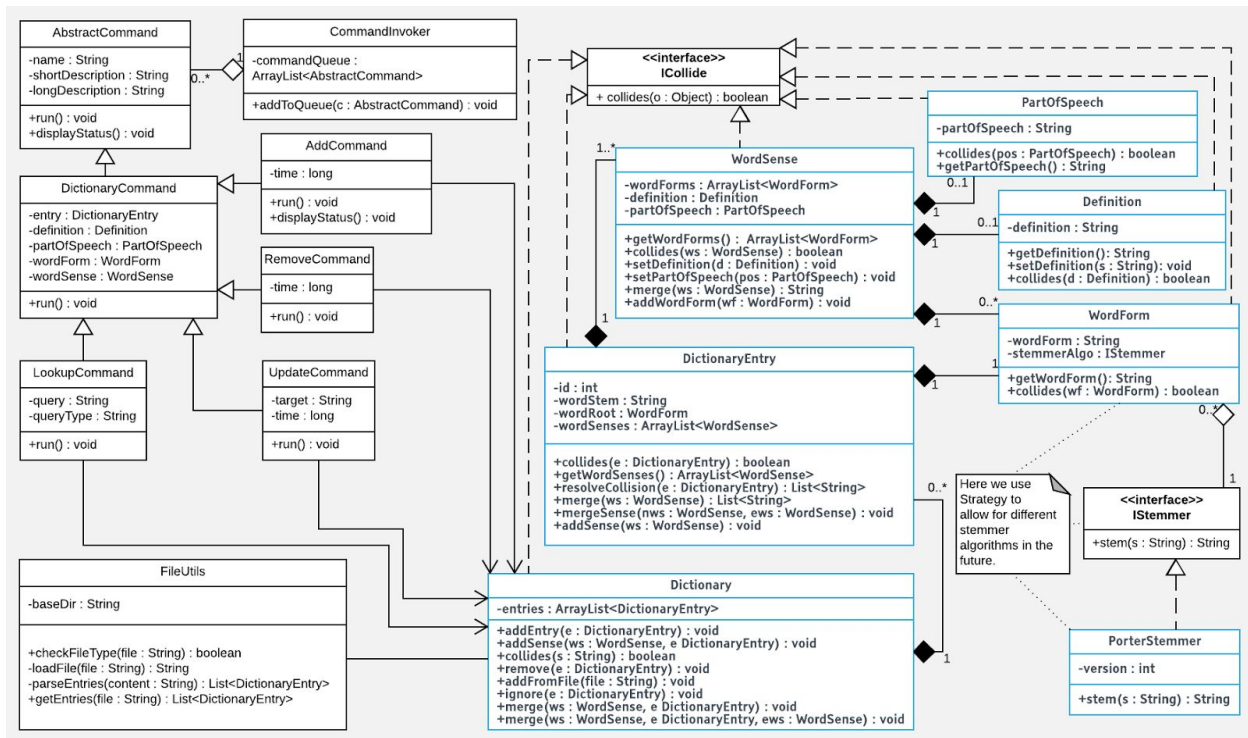 AbstractCommand
-name : String
-shortDescription : String
-longDescription : String
+run() : void
+displayStatus() : void
0..*
1
CommandInvoker
-commandQueue :
ArrayList<AbstractCommand>
+addToQueue(c : AbstractCommand) : void
<<interface>>
ICollide
+ collides(o : Object) : boolean
DictionaryCommand
-entry : DictionaryEntry
-definition : Definition
-partOfSpeech : PartOfSpeech
-wordForm : WordForm
-wordSense : WordSense
+run() : void
AddCommand
-time : long
+run() : void
+displayStatus() : void
RemoveCommand
-time : long
+run() : void
LookupCommand
-query : String
-queryType : String
+run() : void
UpdateCommand
-target : String
-time : long
+run() : void
1..*
1
WordSense
-wordForms : ArrayList<WordForm>
-definition : Definition
-partOfSpeech : PartOfSpeech
+getWordForms() : ArrayList<WordForm>
+collides(ws : WordSense) : boolean
+setDefinition(d : Definition) : void
+setPartOfSpeech(pos : PartOfSpeech) : void
+merge(ws : WordSense) : String
+addWordForm(wf : WordForm) : void
PartOfSpeech
-partOfSpeech : String
+collides(pos : PartOfSpeech) : boolean
+getPartOfSpeech() : String
0..1
1
Definition
-definition : String
+getDefinition(): String
+setDefinition(s : String): void
+collides(d : Definition) : boolean
0..1
1
WordForm
-wordForm : String
-stemmerAlgo : IStemmer
+getWordForm(): String
+collides(wf : WordForm) : boolean
0..*
1
DictionaryEntry
-id : int
-wordStem : String
-wordRoot : WordForm
-wordSenses : ArrayList<WordSense>
+collides(e : DictionaryEntry) : boolean
+getWordSenses() : ArrayList<WordSense>
+resolveCollision(e : DictionaryEntry) : List<String>
+merge(ws : WordSense) : List<String>
+mergeSense(nws : WordSense, ews : WordSense) : void
+addSense(ws : WordSense) : void
1
1
0..*
1
0..*
1
Here we use
Strategy to
allow for different
stemmer
algorithms in the
future.
<<interface>>
IStemmer
+stem(s : String) : String
PorterStemmer
-version : int
+stem(s : String) : String
FileUtils
-baseDir : String
+checkFileType(file : String) : boolean
-loadFile(file : String) : String
-parseEntries(content : String) : List<DictionaryEntry>
+getEntries(file : String) : List<DictionaryEntry>
Dictionary
-entries : ArrayList<DictionaryEntry>
+addEntry(e : DictionaryEntry) : void
+addSense(ws : WordSense, e DictionaryEntry) : void
+collides(s : String) : boolean
+remove(e : DictionaryEntry) : void
+addFromFile(file : String) : void
+ignore(e : DictionaryEntry) : void
+merge(ws : WordSense, e DictionaryEntry) : void
+merge(ws : WordSense, e DictionaryEntry, ews : WordSense) : void